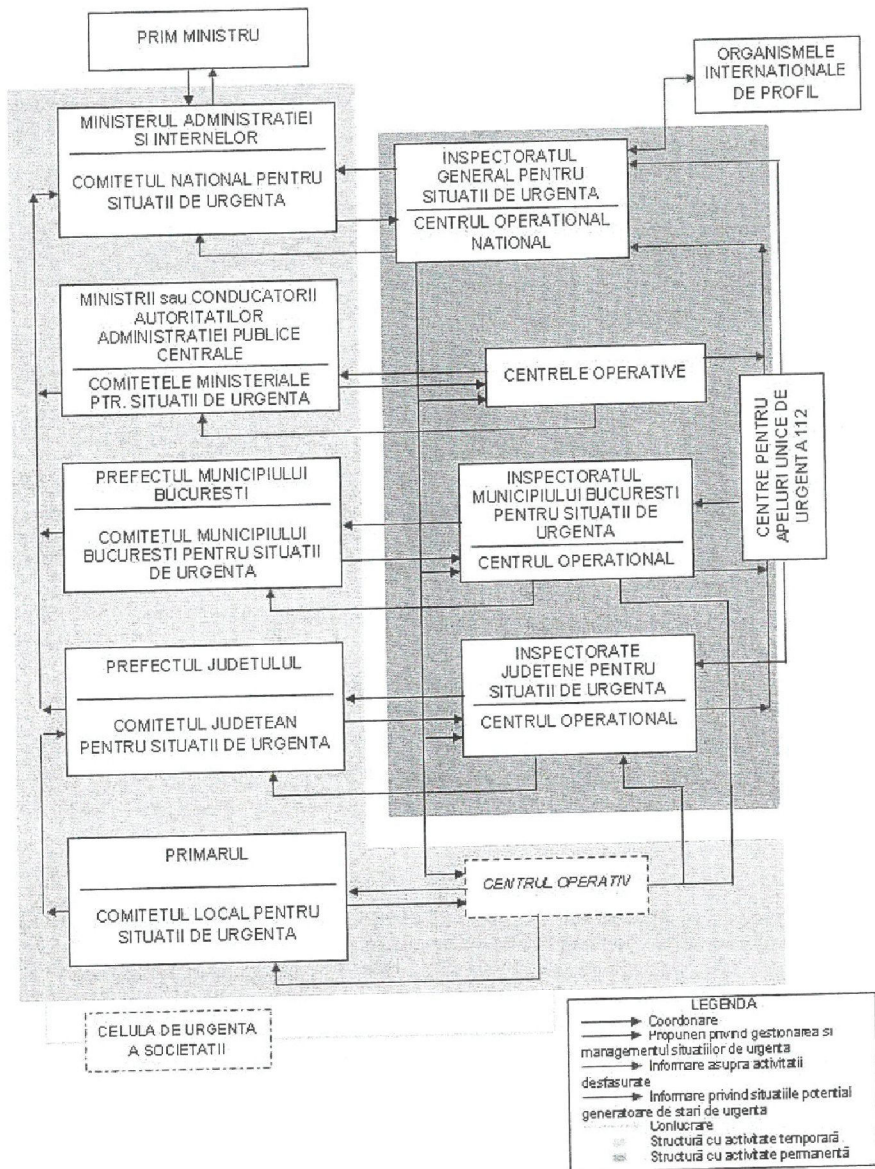 PRIM MINISTRU
ORGANISMELE
INTERNATIONALE
DE PROFIL
MINISTERUL ADMINISTRATIEI
SI INTERNELOR
COMITETUL NATIONAL PENTRU
SITUATII DE URGENTA
INSPECTORATUL
GENERAL PENTRU
SITUATII DE URGENTA
CENTRUL OPERATIONAL
NATIONAL
MINISTRII sau CONDUCATORII
AUTORITATILOR
ADMINISTRATIEI PUBLICE
CENTRALE
COMITETELE MINISTERIALE
PTR. SITUATII DE URGENTA
CENTRELE OPERATIVE
CENTRE PENTRU
APELURI UNICE DE
URGENTA 112
PREFECTUL MUNICIPIULUI
BUCURESTI
COMITETUL MUNICIPIULUI
BUCURESTI PENTRU SITUATII
DE URGENTA
INSPECTORATUL
MUNICIPIULUI BUCURESTI
PENTRU SITUATII DE
URGENTA
CENTRUL OPERATIONAL
PREFECTUL JUDETULUL
COMITETUL JUDETEAN
PENTRU SITUATII DE URGENTA
INSPECTORATE
JUDETENE PENTRU
SITUATII DE URGENTA
CENTRUL OPERATIONAL
PRIMARUL
COMITETUL LOCAL PENTRU
SITUATII DE URGENTA
CENTRUL OPERATIV
CELULA DE URGENTA
A SOCIETATII
LEGENDA
Coordonare
Propuneri privind gestionarea si
managementul situatiilor de urgenta
Informare asupra activitatii
desfasurate
Informare privind situatiile potential
generatoare de stari de urgenta
Conlucrare
Structură cu activitate temporară
Structură cu activitate permanentă